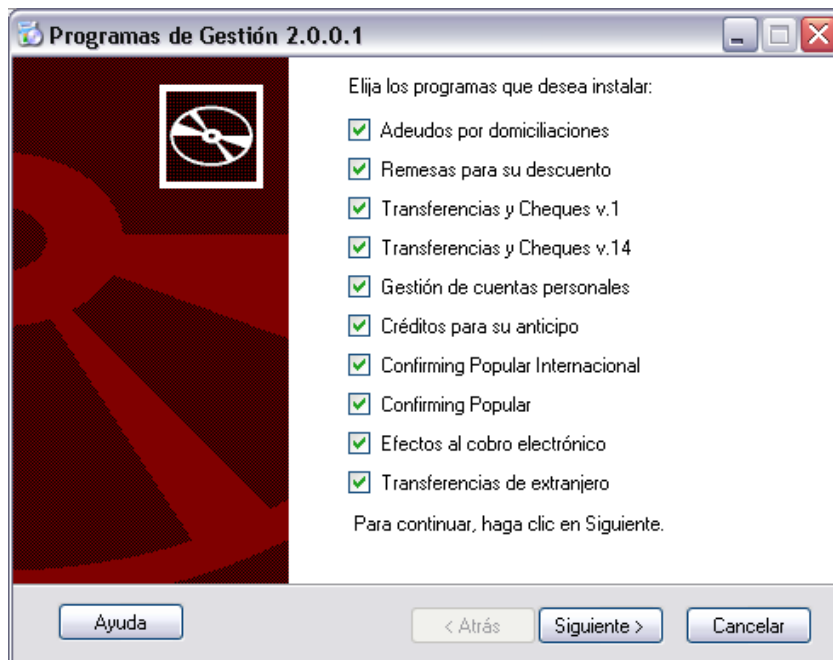 Programas de Gestión 2.0.0.1
Elija los programas que desea instalar:
Adeudos por domiciliaciones
Remesas para su descuento
Transferencias y Cheques v.1
Transferencias y Cheques v.14
Gestión de cuentas personales
Créditos para su anticipo
Confirming Popular Internacional
Confirming Popular
Efectos al cobro electrónico
Transferencias de extranjero
Para continuar, haga clic en Siguiente.
Ayuda
< Atrás
Siguiente >
Cancelar